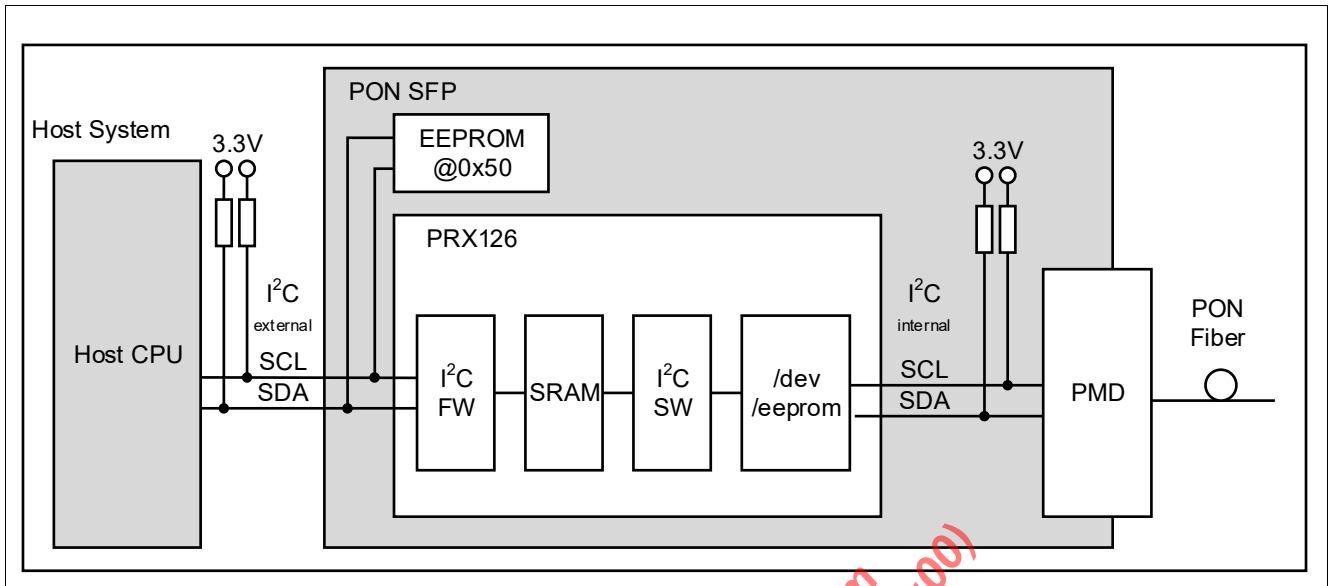 PON SFP
Host System
3.3V
EEPROM
@0x50
3.3V
PRX126
I²C
external
I²C
internal
PON
Fiber
Host CPU
SCL
SDA
I²C
FW
SRAM
I²C
SW
/dev
/eeprom
SCL
SDA
PMD